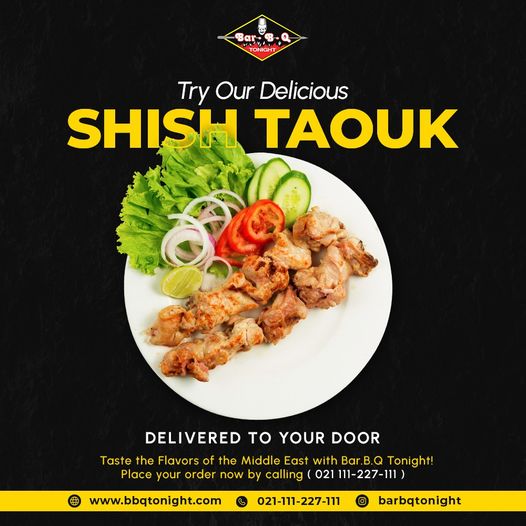 Bar.B.Q
TONIGHT
Try Our Delicious
SHISH TAOUK
DELIVERED TO YOUR DOOR
Taste the Flavors of the Middle East with Bar.B.Q Tonight!
Place your order now by calling ( 021 111-227-111 )
www.bbqtonight.com 021-111-227-111 barbqtonight